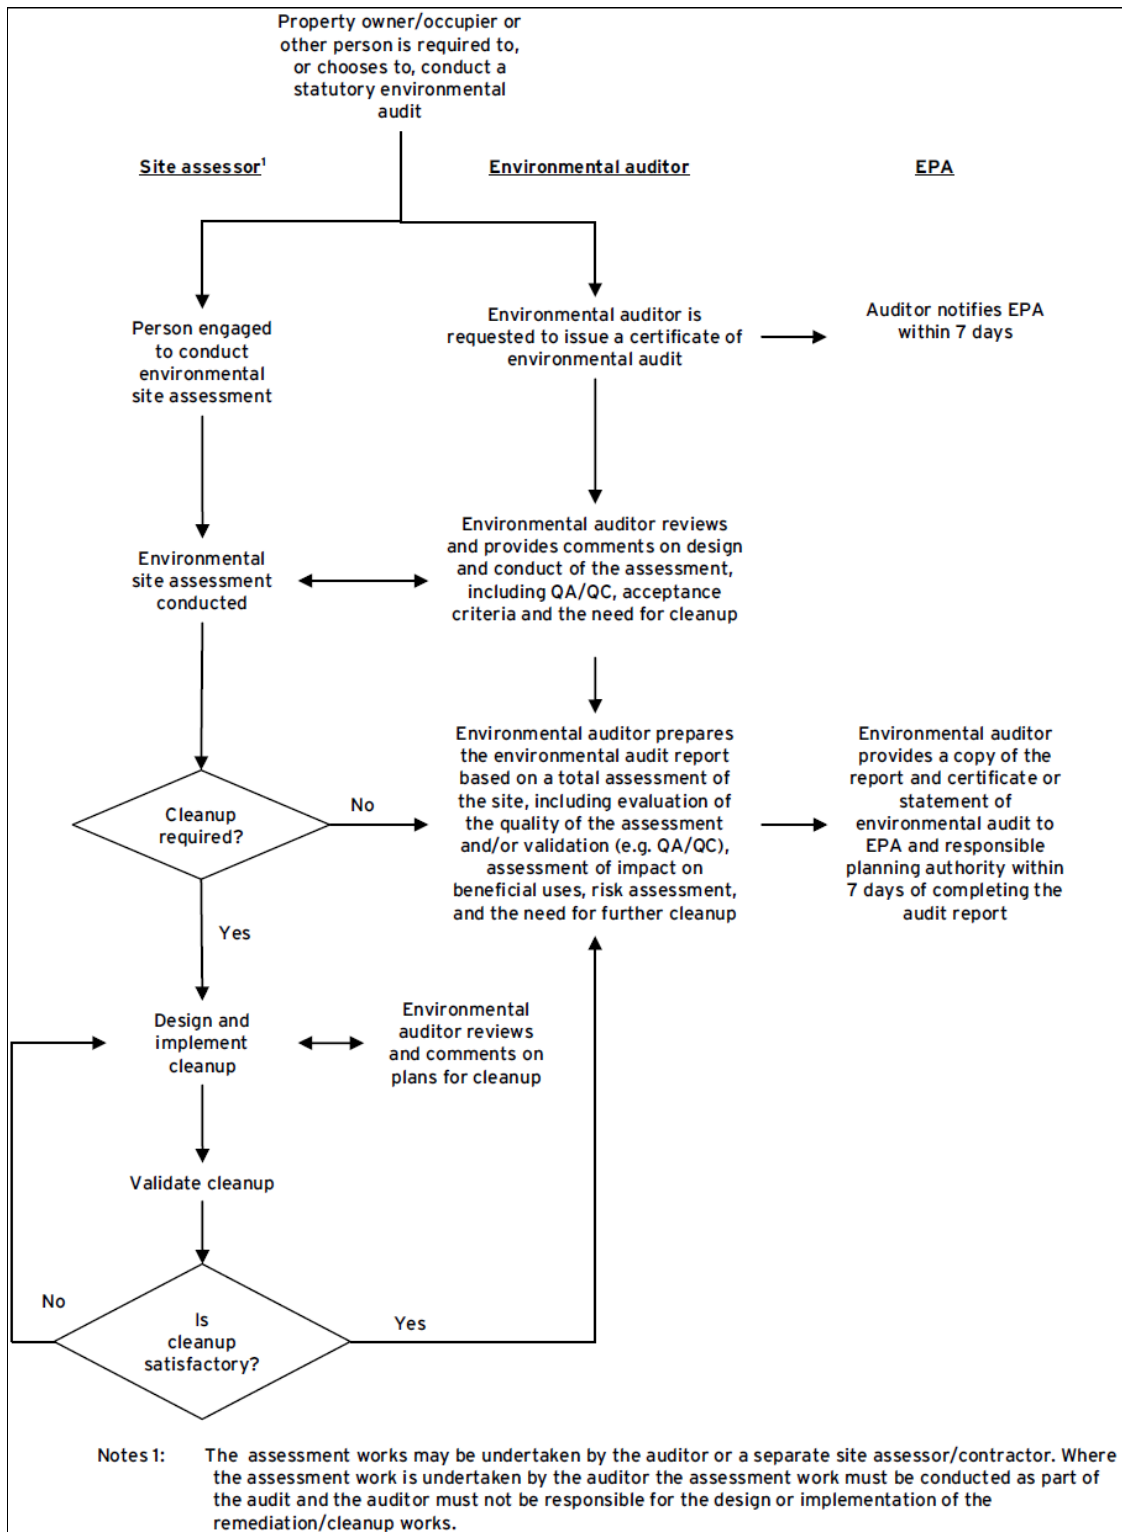 Property owner/occupier or
other person is required to,
or chooses to, conduct a
statutory environmental
audit
Site assessor¹
Environmental auditor
EPA
Person engaged
to conduct
environmental
site assessment
Environmental auditor is
requested to issue a certificate of
environmental audit
Auditor notifies EPA
within 7 days
Environmental
site assessment
conducted
Environmental auditor reviews
and provides comments on design
and conduct of the assessment,
including QA/QC, acceptance
criteria and the need for cleanup
Cleanup
required?
No
Environmental auditor prepares
the environmental audit report
based on a total assessment of
the site, including evaluation of
the quality of the assessment
and/or validation (e.g. QA/QC),
assessment of impact on
beneficial uses, risk assessment,
and the need for further cleanup
Environmental auditor
provides a copy of the
report and certificate or
statement of
environmental audit to
EPA and responsible
planning authority within
7 days of completing the
audit report
Yes
Design and
implement
cleanup
Environmental
auditor reviews
and comments on
plans for cleanup
Validate cleanup
No
Is
cleanup
satisfactory?
Yes
Notes 1: The assessment works may be undertaken by the auditor or a separate site assessor/contractor. Where
the assessment work is undertaken by the auditor the assessment work must be conducted as part of
the audit and the auditor must not be responsible for the design or implementation of the
remediation/cleanup works.